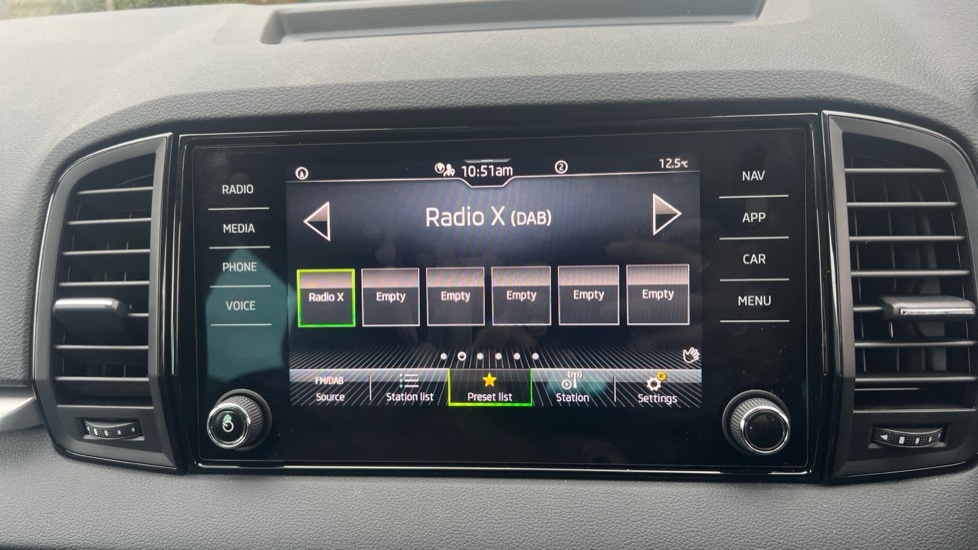 RADIO
MEDIA
PHONE
VOICE
10:51am
2
12.5°C
Radio X (DAB)
Radio X Empty Empty Empty Empty Empty
FM/DAB
Source Station list Preset list Station Settings
NAV
APP
CAR
MENU